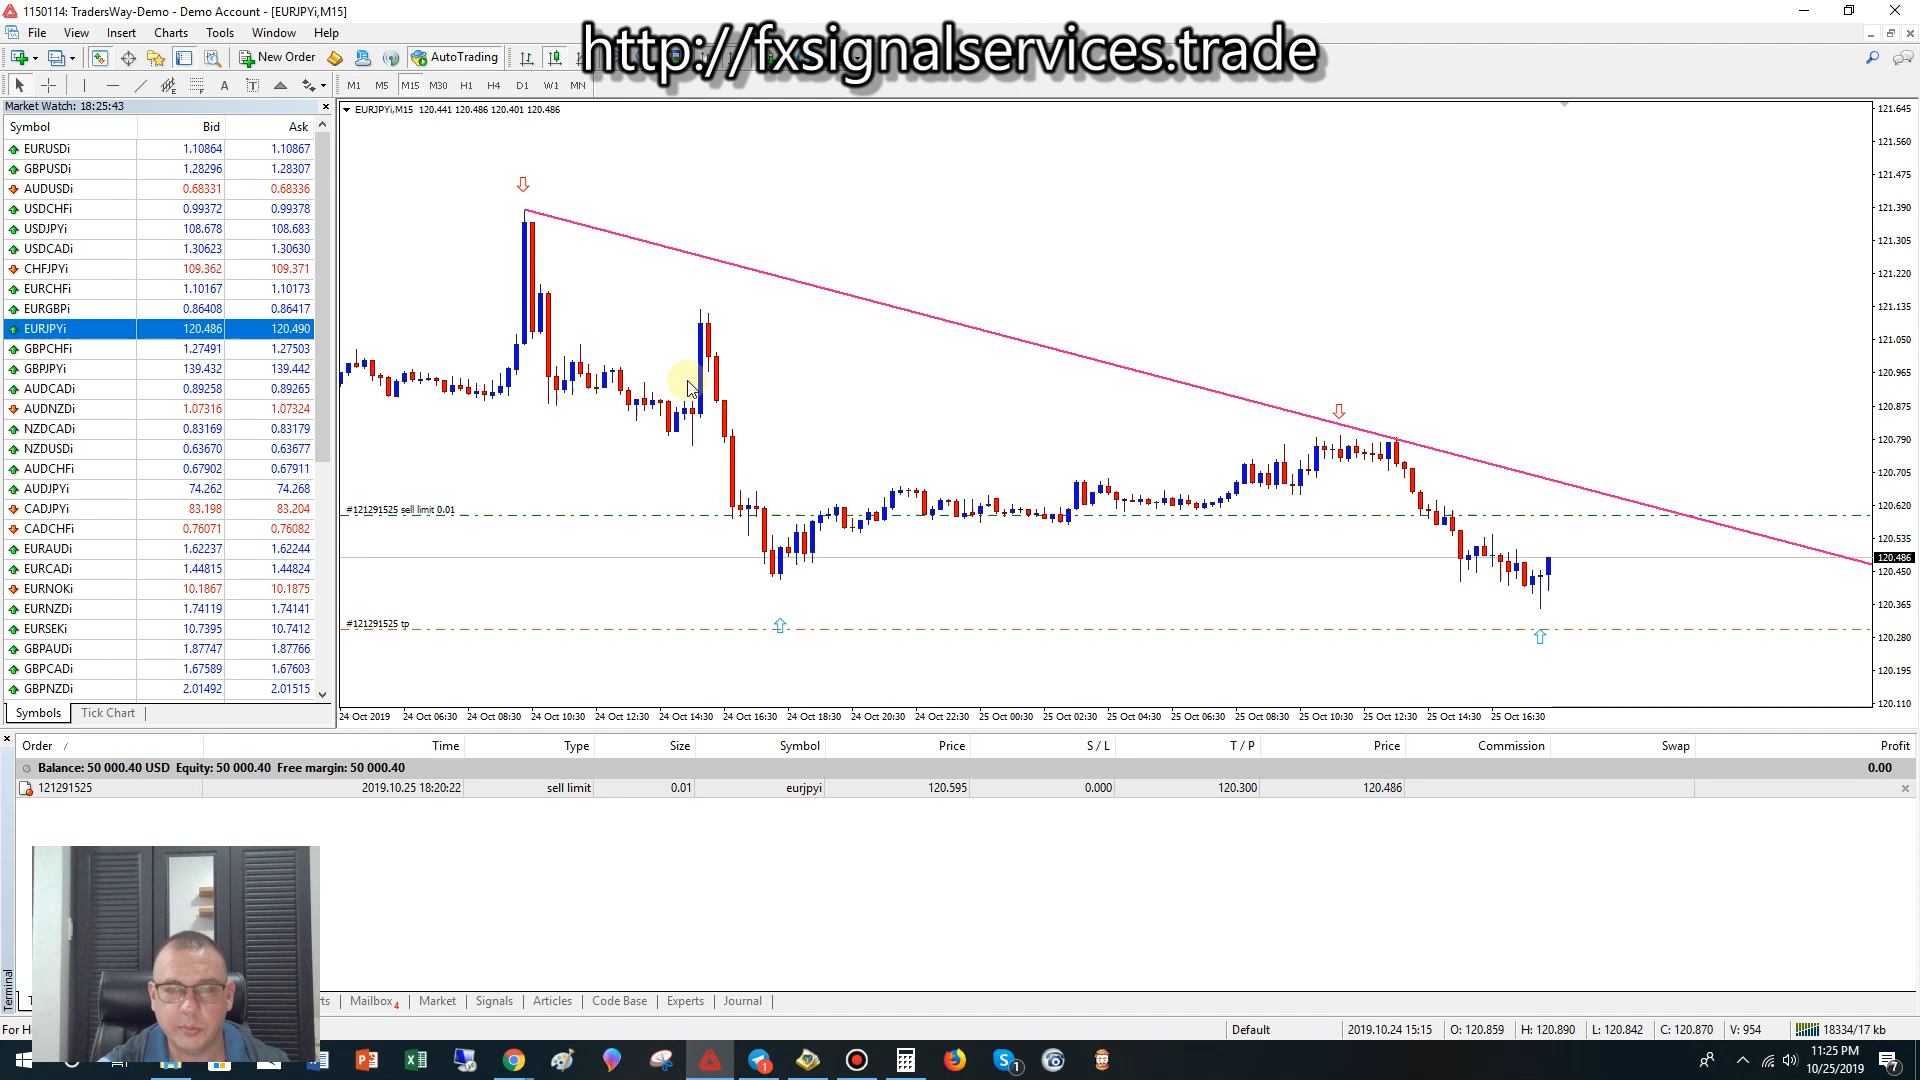 1150114: TradersWay-Demo - Demo Account - [EURJPYi,M15]
http://fxsignalservices.trade
File View Insert Charts Tools Window Help
New Order AutoTrading
M1 M5 M15 M30 H1 H4 D1 W1 MN
Market Watch: 18:25:43
Symbol Bid Ask
EURUSDi 1.10864 1.10867
GBPUSDi 1.28296 1.28307
AUDUSDi 0.68331 0.68336
USDCHFi 0.99372 0.99378
USDJPYi 108.678 108.683
USDCADi 1.30623 1.30630
CHFJPYi 109.362 109.371
EURCHFi 1.10167 1.10173
EURGBPi 0.86408 0.86417
EURJPYi 120.486 120.490
GBPCHFi 1.27491 1.27503
GBPJPYi 139.432 139.442
AUDCADi 0.89258 0.89265
AUDNZDi 1.07316 1.07324
NZDCADi 0.83169 0.83179
NZDUSDi 0.63670 0.63677
AUDCHFi 0.67902 0.67911
AUDJPYi 74.262 74.268
CADJPYi 83.198 83.204
CADCHFi 0.76071 0.76082
EURAUDi 1.62237 1.62244
EURCADi 1.44815 1.44824
EURNOKi 10.1867 10.1875
EURNZDi 1.74119 1.74141
EURSEKi 10.7395 10.7412
GBPAUDi 1.87747 1.87766
GBPCADi 1.67589 1.67603
GBPNZDi 2.01492 2.01515
Symbols Tick Chart
EURJPYi,M15 120.441 120.486 120.401 120.486
#121291525 sell limit 0.01
#121291525 tp
121.645
121.560
121.475
121.390
121.305
121.220
121.135
121.050
120.965
120.875
120.790
120.705
120.620
120.535
120.486
120.450
120.365
120.280
120.195
120.110
24 Oct 2019 24 Oct 06:30 24 Oct 08:30 24 Oct 10:30 24 Oct 12:30 24 Oct 14:30 24 Oct 16:30 24 Oct 18:30 24 Oct 20:30 24 Oct 22:30 25 Oct 00:30 25 Oct 02:30 25 Oct 04:30 25 Oct 06:30 25 Oct 08:30 25 Oct 10:30 25 Oct 12:30 25 Oct 14:30 25 Oct 16:30
Order / Time Type Size Symbol Price S / L T / P Price Commission Swap Profit
Balance: 50 000.40 USD Equity: 50 000.40 Free margin: 50 000.40 0.00
121291525 2019.10.25 18:20:22 sell limit 0.01 eurjpyi 120.595 0.000 120.300 120.486
Terminal
Mailbox 4 Market Signals Articles Code Base Experts Journal
For H Default 2019.10.24 15:15 O: 120.859 H: 120.890 L: 120.842 C: 120.870 V: 954 18334/17 kb
11:25 PM
10/25/2019